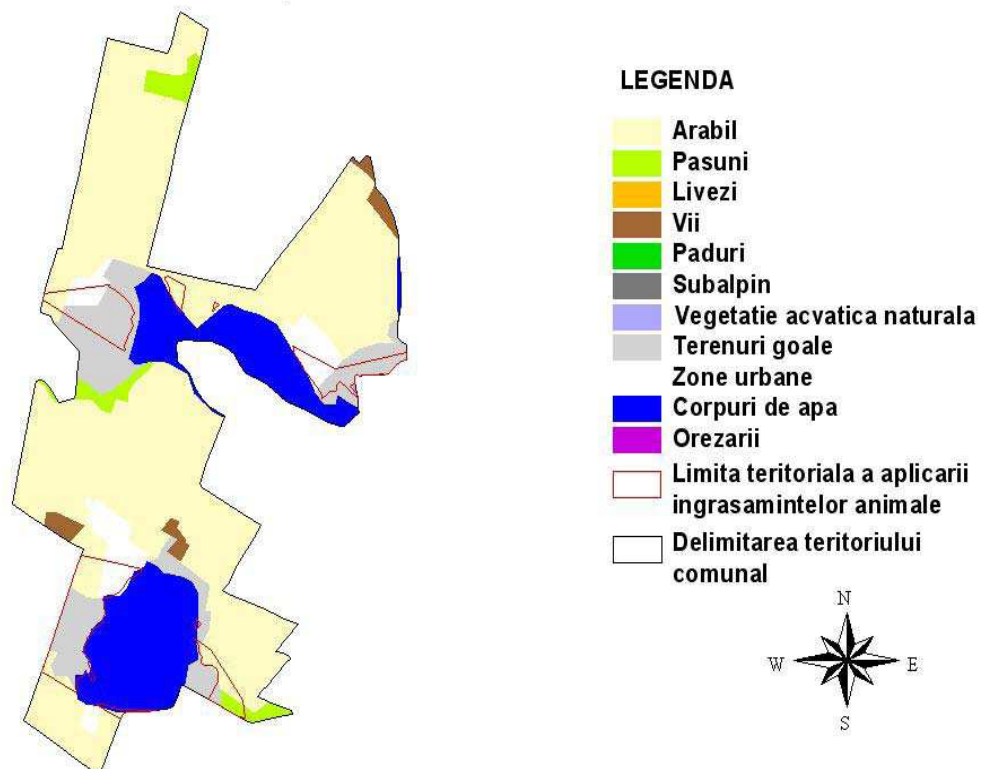 LEGENDA
Arabil
Pasuni
Livezi
Vii
Paduri
Subalpin
Vegetatie acvatica naturala
Terenuri goale
Zone urbane
Corpuri de apa
Orezarii
Limita teritoriala a aplicarii
ingrasamintelor animale
Delimitarea teritoriului
comunal
N
W E
S